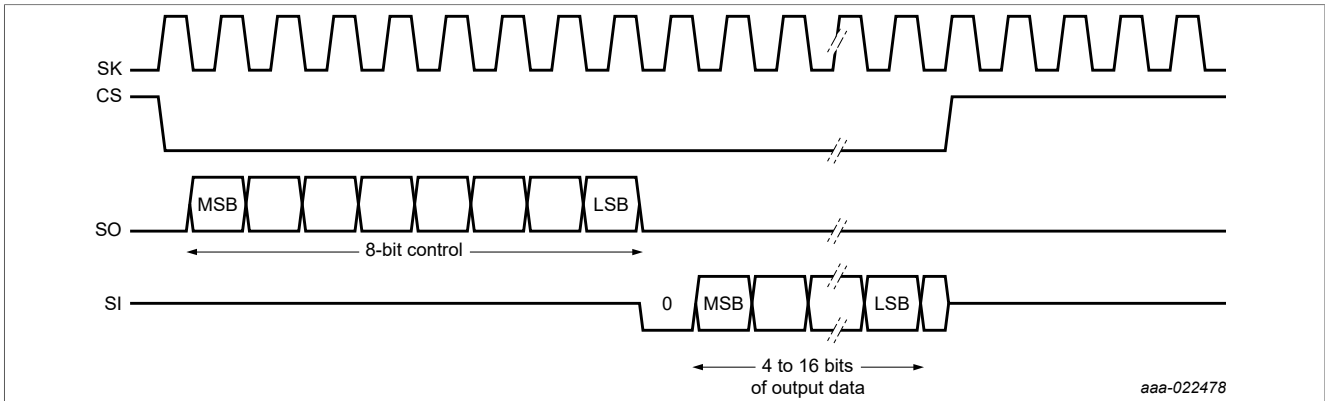 SK
CS
SO
MSB
LSB
8-bit control
SI
0
MSB
LSB
4 to 16 bits
of output data
aaa-022478